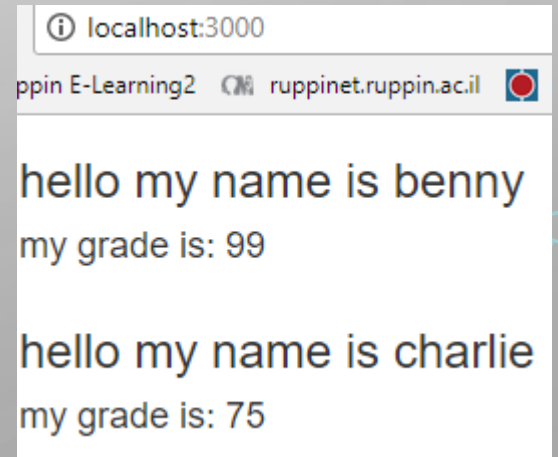 localhost:3000
ppin E-Learning2 ruppinet.ruppin.ac.il
hello my name is benny
my grade is: 99
hello my name is charlie
my grade is: 75